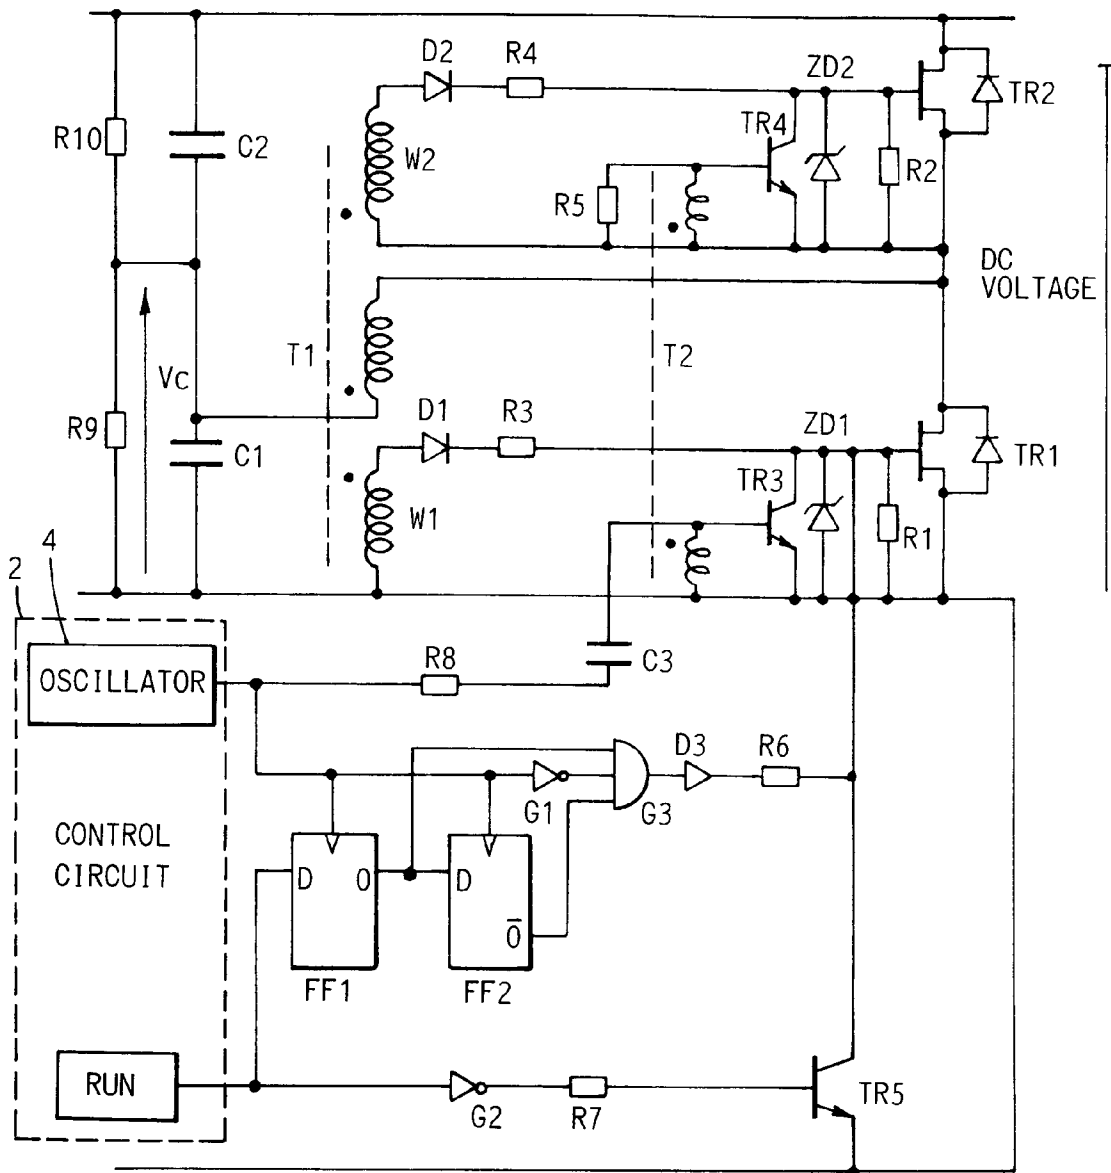 D2
R4
ZD2
TR2
R10
C2
W2
TR4
R2
R5
DC
VOLTAGE
T1
T2
Vc
R9
D1
R3
ZD1
C1
TR3
TR1
W1
R1
4
2
OSCILLATOR
R8
C3
D3
R6
G1
G3
CONTROL
CIRCUIT
D
O
D
O̅
FF1
FF2
RUN
G2
R7
TR5